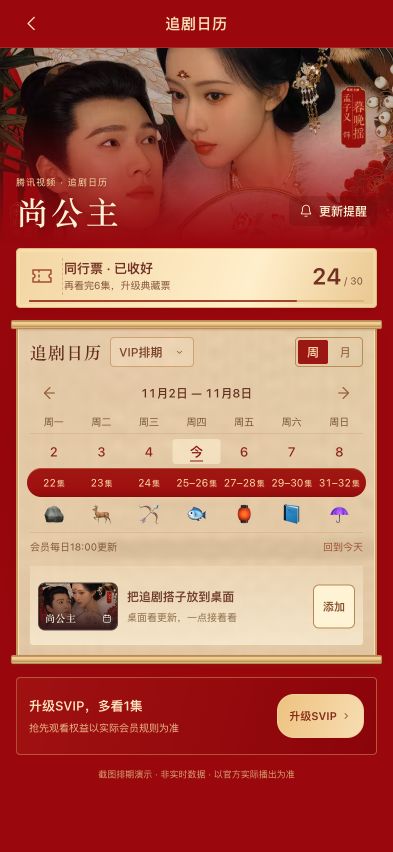 追剧日历
暮晚摇
孟子义 饰
腾讯视频 · 追剧日历
尚公主
更新提醒
同行票 · 已收好
再看完6集，升级典藏票
24 / 30
追剧日历
VIP排期
周 月
11月2日 — 11月8日
周一 周二 周三 周四 周五 周六 周日
2 3 4 今 6 7 8
22集 23集 24集 25–26集 27–28集 29–30集 31–32集
会员每日18:00更新
回到今天
尚公主
把追剧搭子放到桌面
桌面看更新，一点接着看
添加
升级SVIP，多看1集
抢先观看权益以实际会员规则为准
升级SVIP
截图排期演示 · 非实时数据 · 以官方实际播出为准